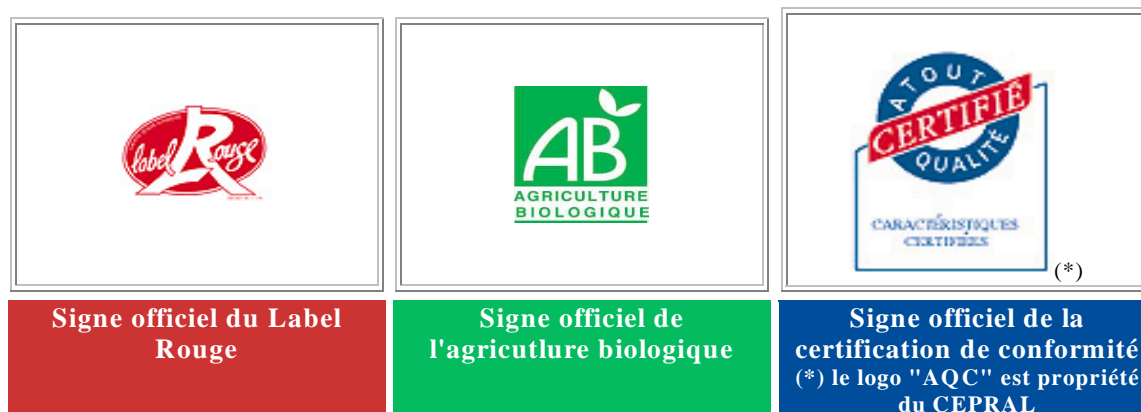 label Rouge
AB
AGRICULTURE
BIOLOGIQUE
ATOUT
CERTIFIÉ
QUALITÉ
CARACTÉRISTIQUES
CERTIFIÉES
(*)
Signe officiel du Label
Rouge
Signe officiel de
l'agricutlure biologique
Signe officiel de la
certification de conformité
(*) le logo "AQC" est propriété
du CEPRAL